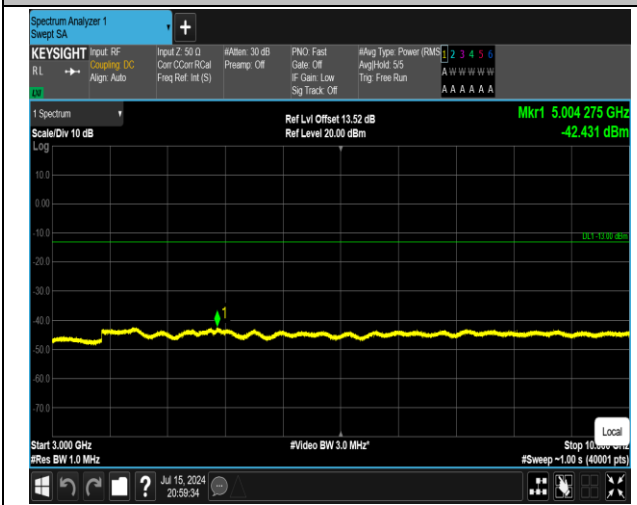 Spectrum Analyzer 1
Swept SA
+
KEYSIGHT Input: RF Input Z: 50 Ω #Atten: 30 dB PNO: Fast #Avg Type: Power (RMS 1 2 3 4 5 6
RL Coupling: DC Corr CCorr RCal Preamp: Off Gate: Off Avg|Hold: 5/5 A W W W W W
Align: Auto Freq Ref: Int (S) IF Gain: Low Trig: Free Run
Sig Track: Off A A A A A A
1 Spectrum Ref Lvl Offset 13.52 dB Mkr1 5.004 275 GHz
Scale/Div 10 dB Ref Level 20.00 dBm -42.431 dBm
Log
10.0
0.00
-10.0
DL1 -13.00 dBm
-20.0
-30.0
1
-40.0
-50.0
-60.0
-70.0
Local
Start 3.000 GHz #Video BW 3.0 MHz* Stop
#Res BW 1.0 MHz #Sweep ~1.00 s (40001 pts)
? Jul 15, 2024
20:59:34